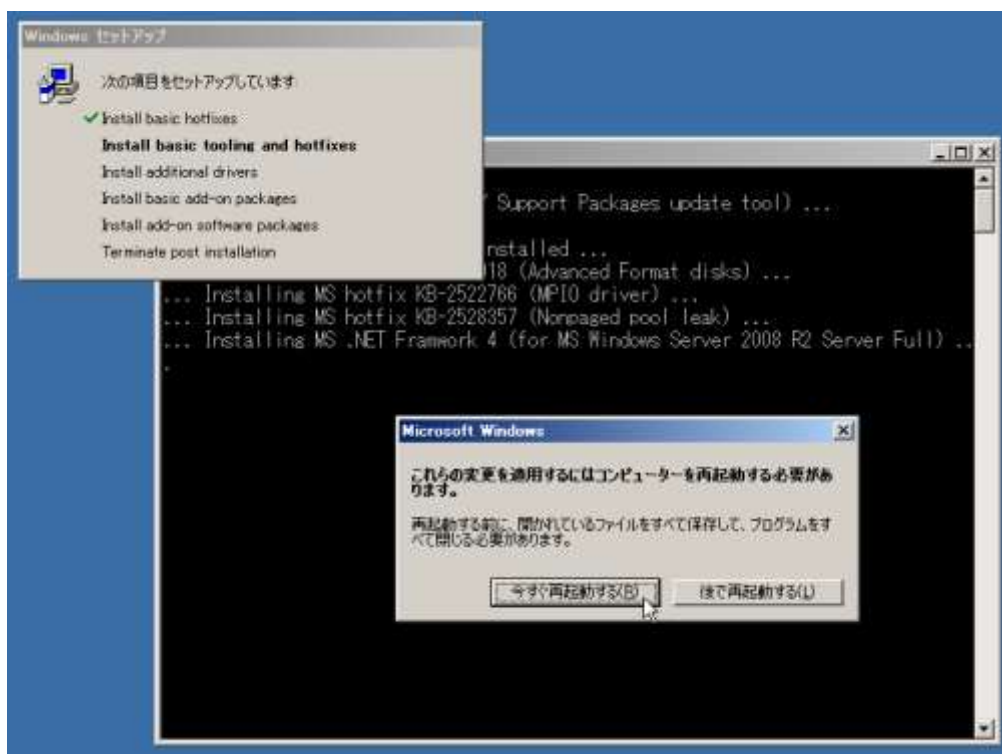 Windows セットアップ
次の項目をセットアップしています
Install basic hotfixes
Install basic tooling and hotfixes
Install additional drivers
Install basic add-on packages
Install add-on software packages
Terminate post installation
Support Packages update tool) ...
nstalled ...
18 (Advanced Format disks) ...
... Installing MS hotfix KB-2522766 (MPIO driver) ...
... Installing MS hotfix KB-2528357 (Nonpaged pool leak) ...
... Installing MS .NET Framwork 4 (for MS Windows Server 2008 R2 Server Full) ..
.
Microsoft Windows
これらの変更を適用するにはコンピューターを再起動する必要があ
ります。
再起動する前に、開かれているファイルをすべて保存して、プログラムをす
べて閉じる必要があります。
今すぐ再起動する(R)
後で再起動する(L)